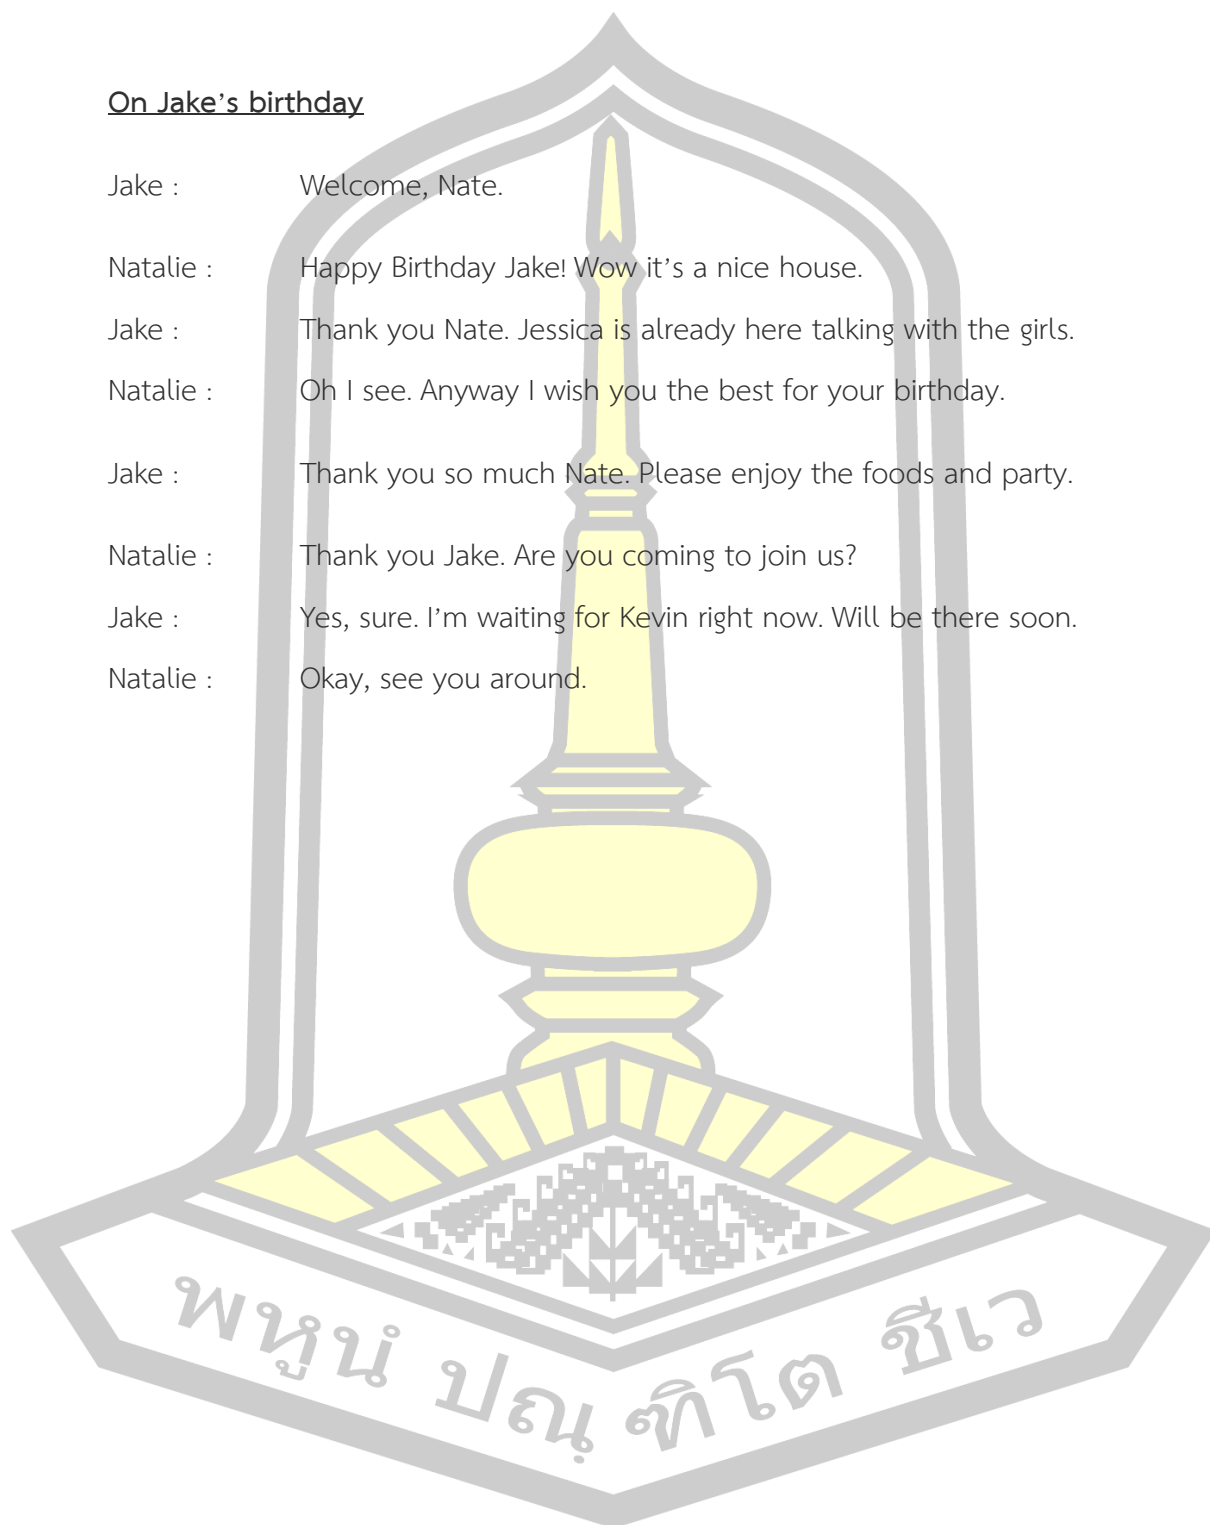 On Jake’s birthday
Jake : Welcome, Nate.
Natalie : Happy Birthday Jake! Wow it’s a nice house.
Jake : Thank you Nate. Jessica is already here talking with the girls.
Natalie : Oh I see. Anyway I wish you the best for your birthday.
Jake : Thank you so much Nate. Please enjoy the foods and party.
Natalie : Thank you Jake. Are you coming to join us?
Jake : Yes, sure. I’m waiting for Kevin right now. Will be there soon.
Natalie : Okay, see you around.
พหูนํ ปณฺ ฑิโต ชีเว